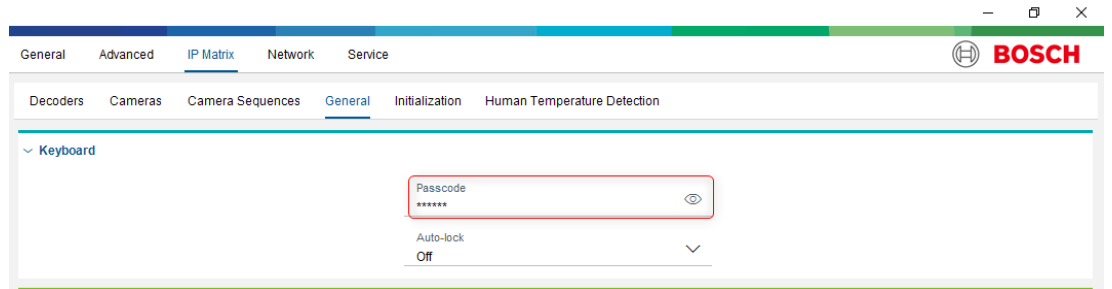 General Advanced IP Matrix Network Service BOSCH
Decoders Cameras Camera Sequences General Initialization Human Temperature Detection
Keyboard
Passcode
******
Auto-lock
Off